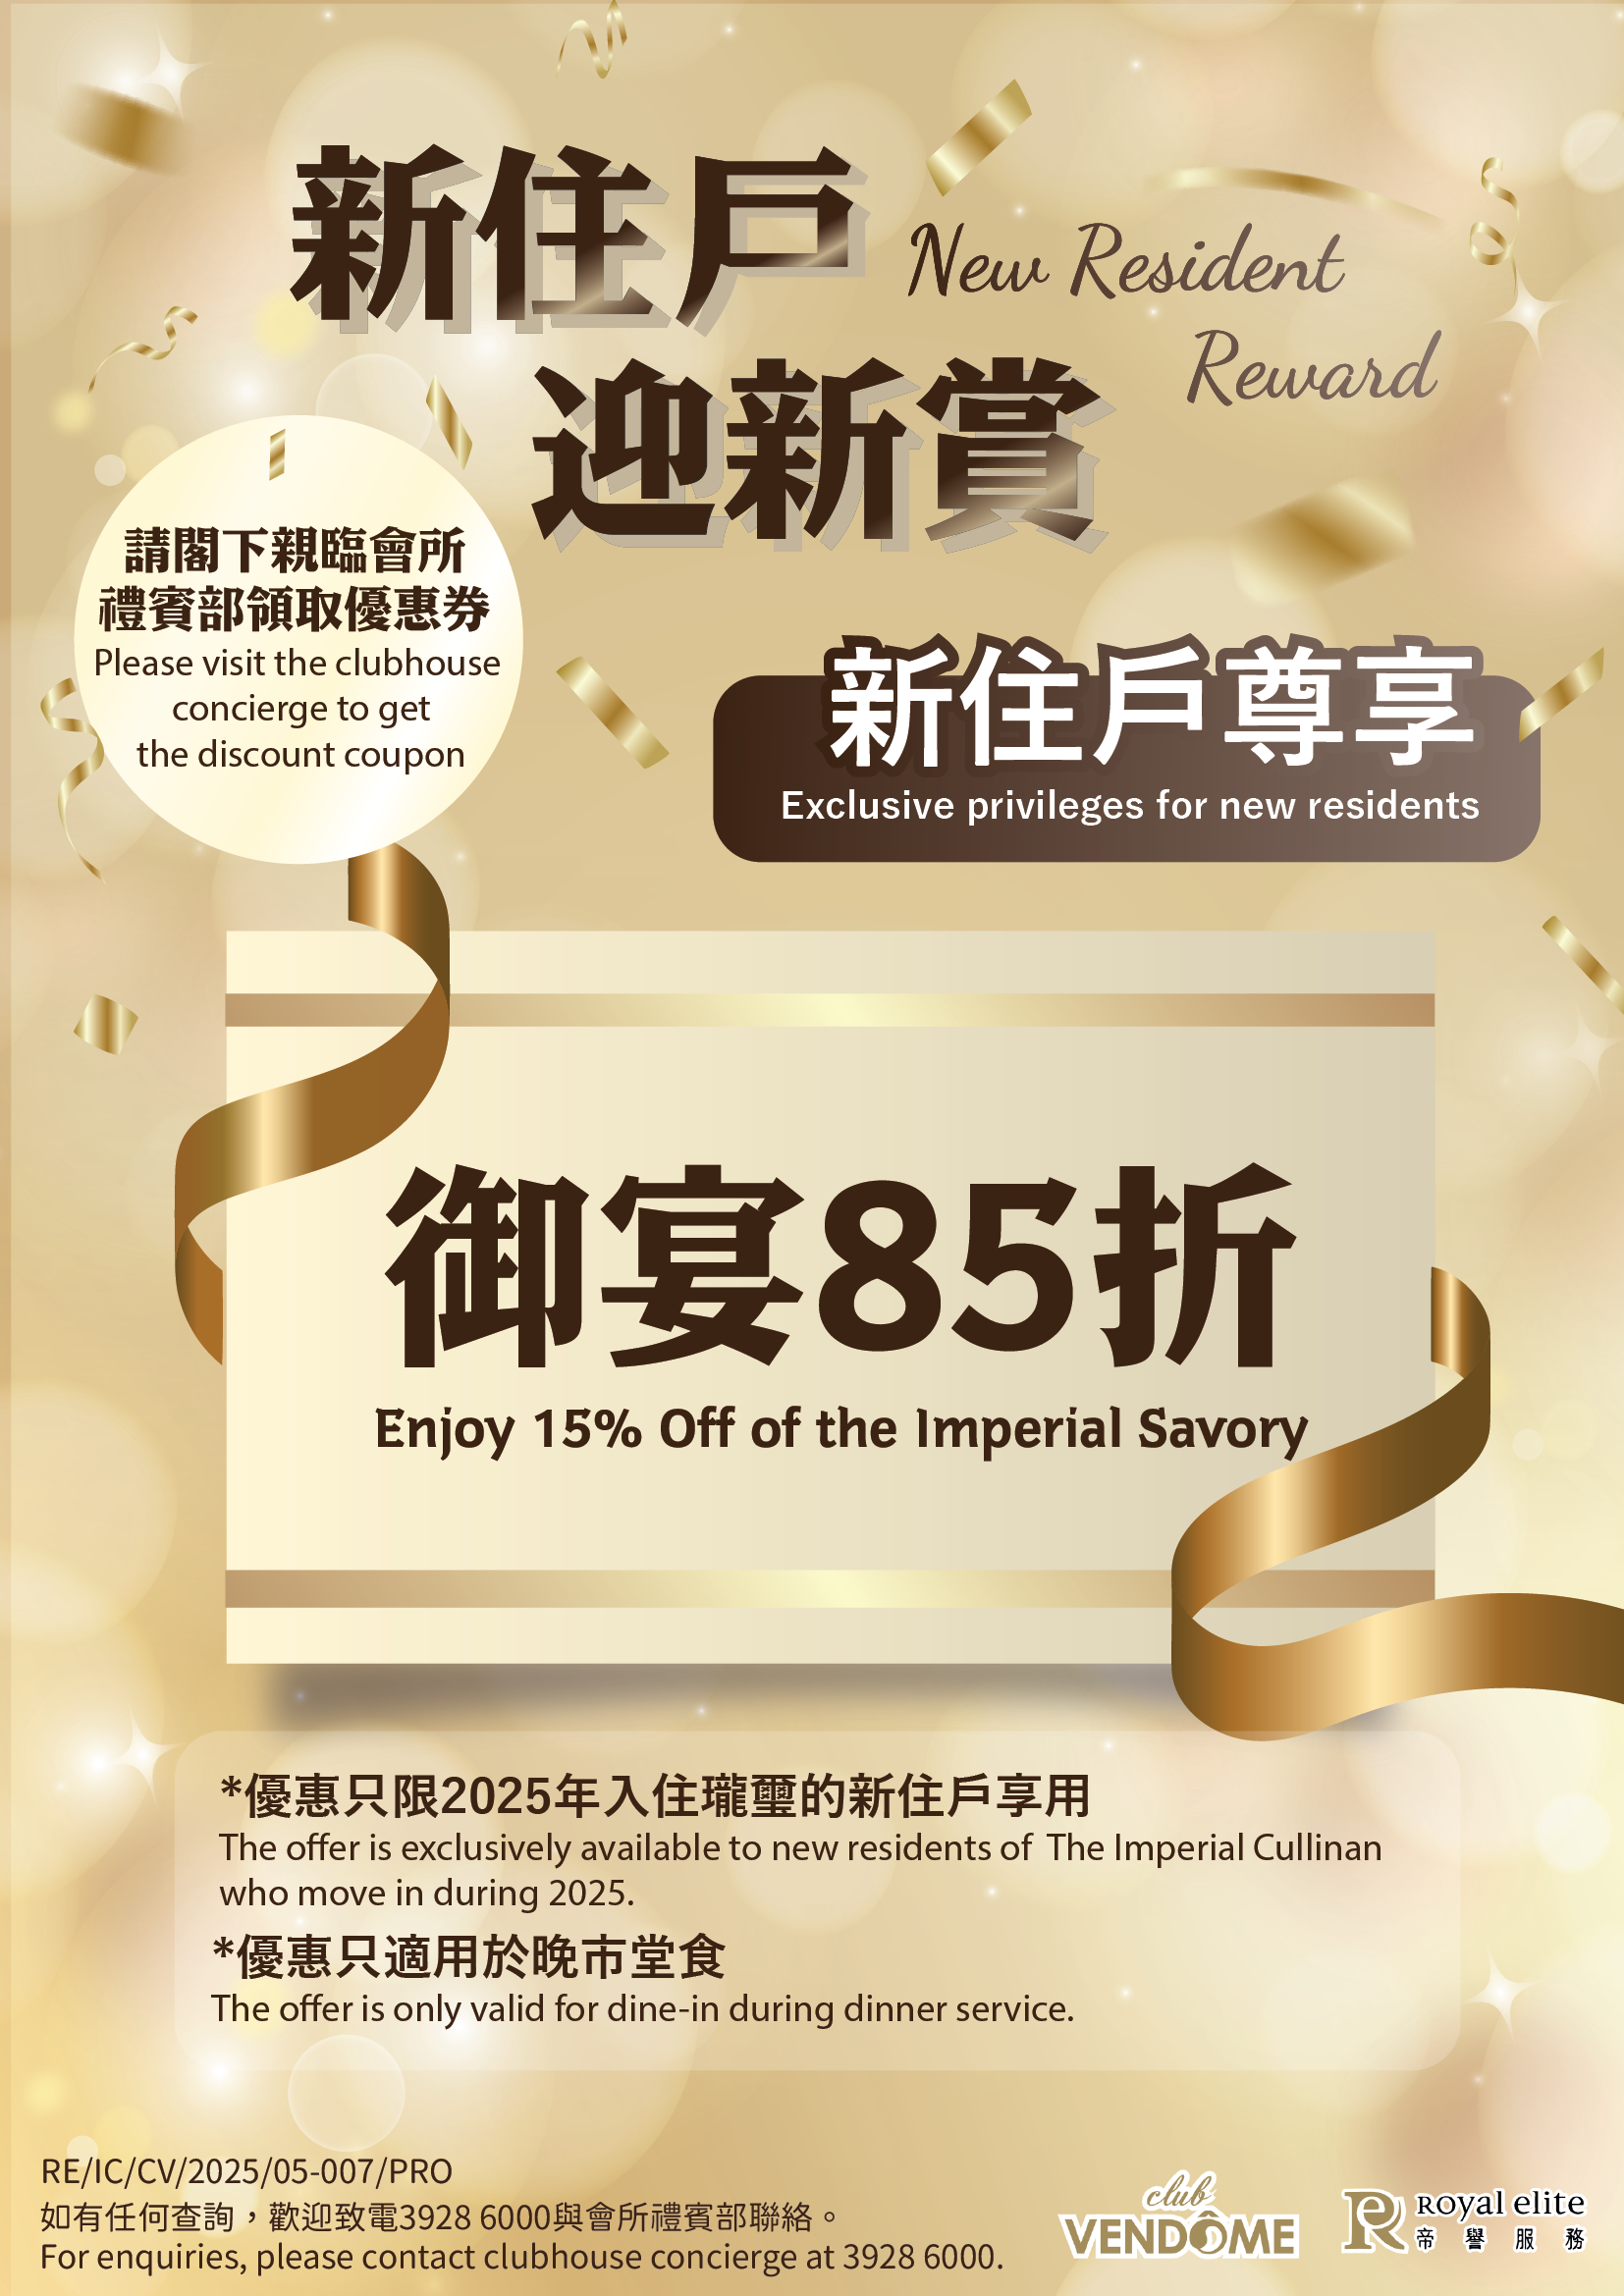 新住戶
New Resident
迎新賞
Reward
請閣下親臨會所
禮賓部領取優惠券
Please visit the clubhouse
concierge to get
the discount coupon
新住戶尊享
Exclusive privileges for new residents
御宴85折
Enjoy 15% Off of the Imperial Savory
*優惠只限2025年入住瓏璽的新住戶享用
The offer is exclusively available to new residents of The Imperial Cullinan
who move in during 2025.
*優惠只適用於晚市堂食
The offer is only valid for dine-in during dinner service.
RE/IC/CV/2025/05-007/PRO
如有任何查詢，歡迎致電3928 6000與會所禮賓部聯絡。
For enquiries, please contact clubhouse concierge at 3928 6000.
club
VENDÔME
R
Royal elite
帝譽服務